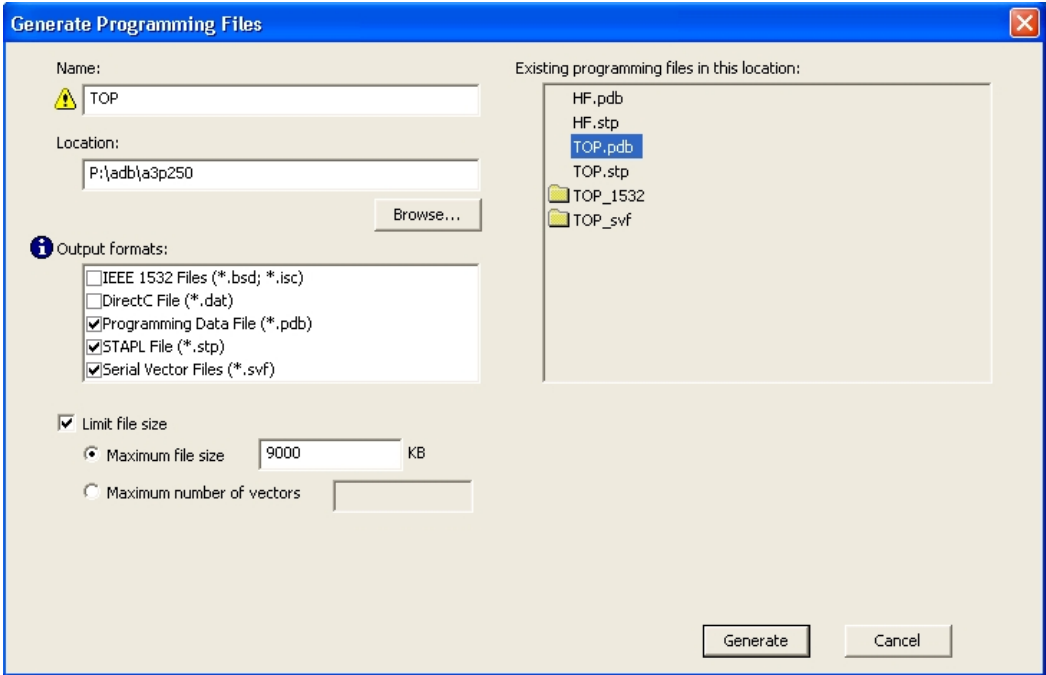 Generate Programming Files
Name:
TOP
Location:
P:\adb\a3p250
Browse...
Output formats:
IEEE 1532 Files (*.bsd; *.isc)
DirectC File (*.dat)
Programming Data File (*.pdb)
STAPL File (*.stp)
Serial Vector Files (*.svf)
Limit file size
Maximum file size 9000 KB
Maximum number of vectors
Existing programming files in this location:
HF.pdb
HF.stp
TOP.pdb
TOP.stp
TOP_1532
TOP_svf
Generate Cancel